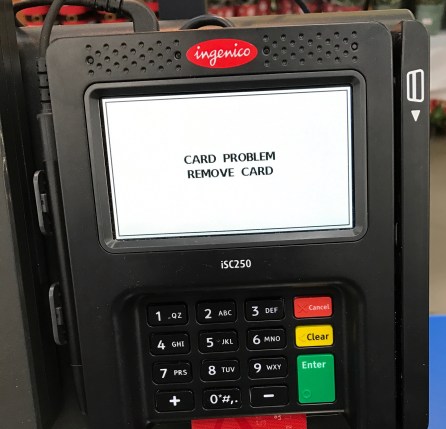 ingenico
CARD PROBLEM
REMOVE CARD
iSC250
1 .QZ 2 ABC 3 DEF Cancel
4 GHI 5 JKL 6 MNO Clear
7 PRS 8 TUV 9 WXY Enter
+ 0*#,. −